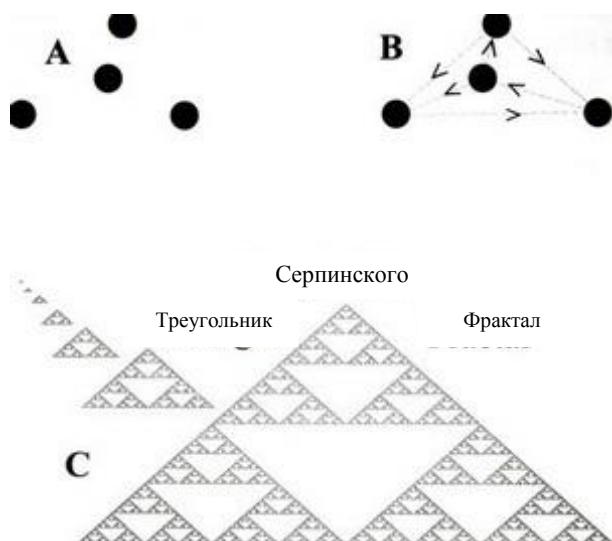 A
B
Серпинского
Треугольник
Фрактал
C